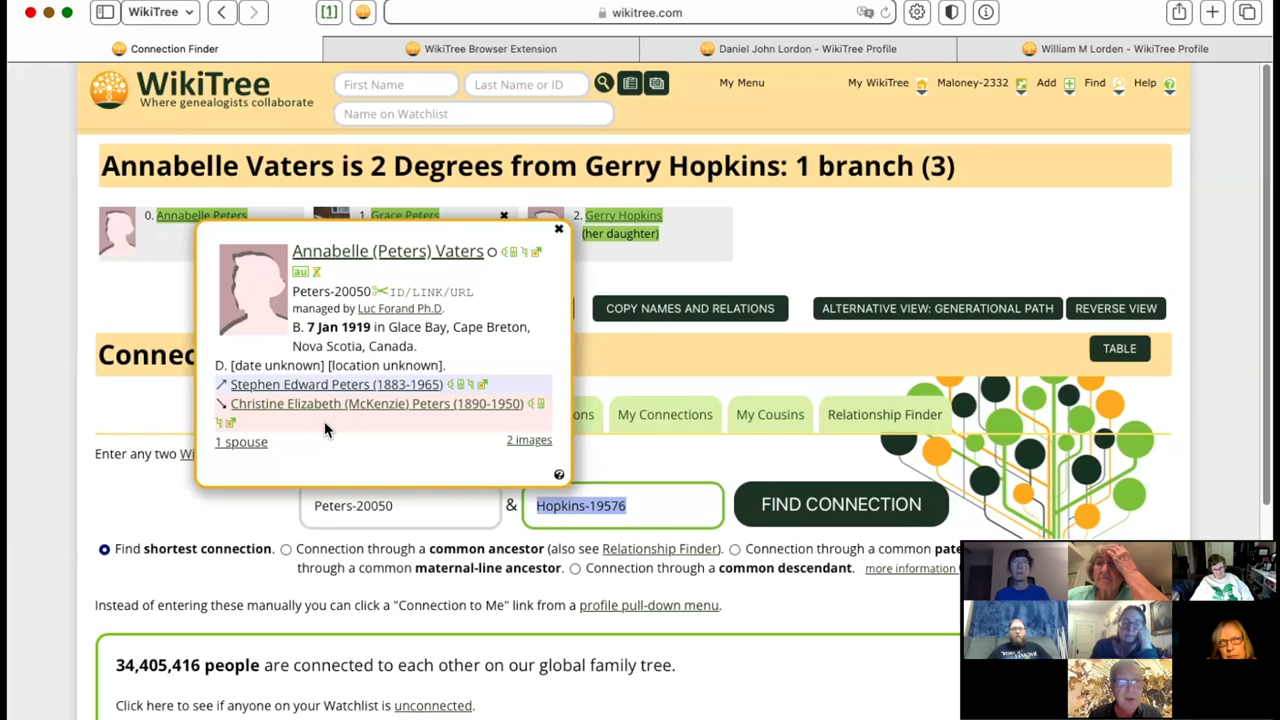 WikiTree
[1]
wikitree.com
Connection Finder
WikiTree Browser Extension
Daniel John Lordon - WikiTree Profile
William M Lorden - WikiTree Profile
WikiTree
Where genealogists collaborate
First Name
Last Name or ID
Name on Watchlist
My Menu
My WikiTree
Maloney-2332
Add
Find
Help
Annabelle Vaters is 2 Degrees from Gerry Hopkins: 1 branch (3)
0. Annabelle Peters
1. Grace Peters
2. Gerry Hopkins
(her daughter)
Annabelle (Peters) Vaters
au
Peters-20050 ID/LINK/URL
managed by Luc Forand Ph.D.
B. 7 Jan 1919 in Glace Bay, Cape Breton,
Nova Scotia, Canada.
D. [date unknown] [location unknown].
Stephen Edward Peters (1883-1965)
Christine Elizabeth (McKenzie) Peters (1890-1950)
1 spouse
2 images
COPY NAMES AND RELATIONS
ALTERNATIVE VIEW: GENERATIONAL PATH
REVERSE VIEW
Connec
TABLE
ons
My Connections
My Cousins
Relationship Finder
Enter any two Wi
Peters-20050
&
Hopkins-19576
FIND CONNECTION
Find shortest connection. Connection through a common ancestor (also see Relationship Finder). Connection through a common pate
through a common maternal-line ancestor. Connection through a common descendant. more information
Instead of entering these manually you can click a "Connection to Me" link from a profile pull-down menu.
34,405,416 people are connected to each other on our global family tree.
Click here to see if anyone on your Watchlist is unconnected.